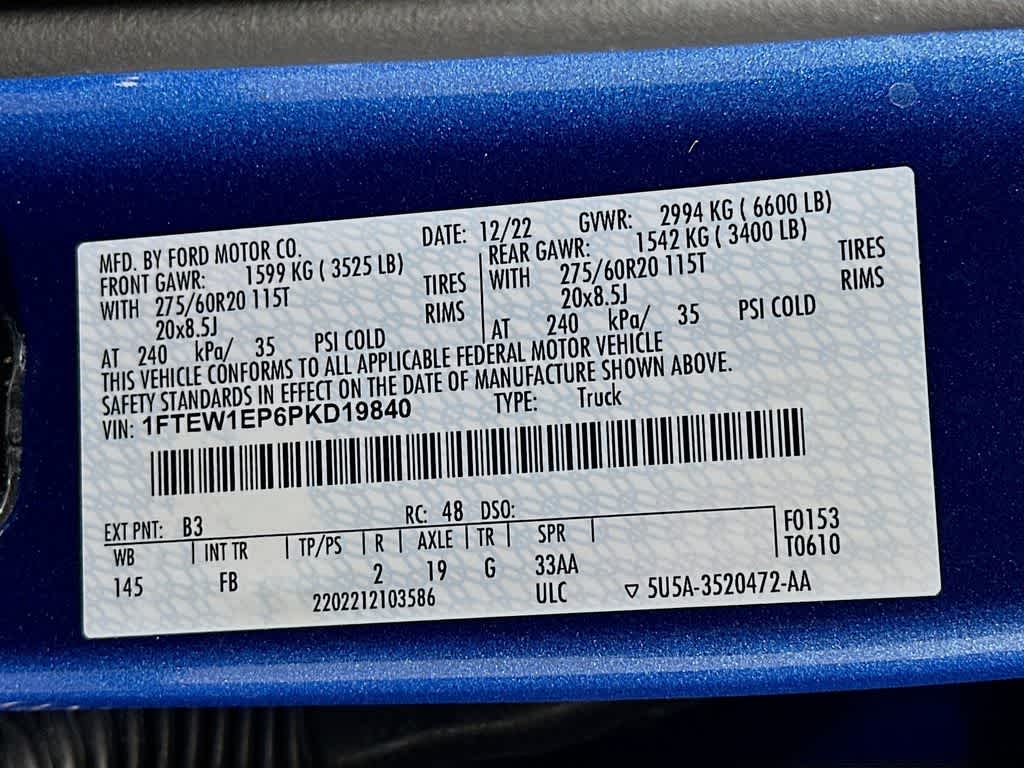 MFD. BY FORD MOTOR CO. DATE: 12/22 GVWR: 2994 KG ( 6600 LB)
FRONT GAWR: 1599 KG ( 3525 LB) REAR GAWR: 1542 KG ( 3400 LB)
WITH 275/60R20 115T TIRES WITH 275/60R20 115T TIRES
20x8.5J RIMS 20x8.5J RIMS
AT 240 kPa/ 35 PSI COLD AT 240 kPa/ 35 PSI COLD
THIS VEHICLE CONFORMS TO ALL APPLICABLE FEDERAL MOTOR VEHICLE
SAFETY STANDARDS IN EFFECT ON THE DATE OF MANUFACTURE SHOWN ABOVE.
VIN: 1FTEW1EP6PKD19840 TYPE: Truck
EXT PNT: B3 RC: 48 DSO:
WB INT TR TP/PS R AXLE TR SPR F0153
145 FB 2 19 G 33AA T0610
2202212103586 ULC ▽ 5U5A-3520472-AA